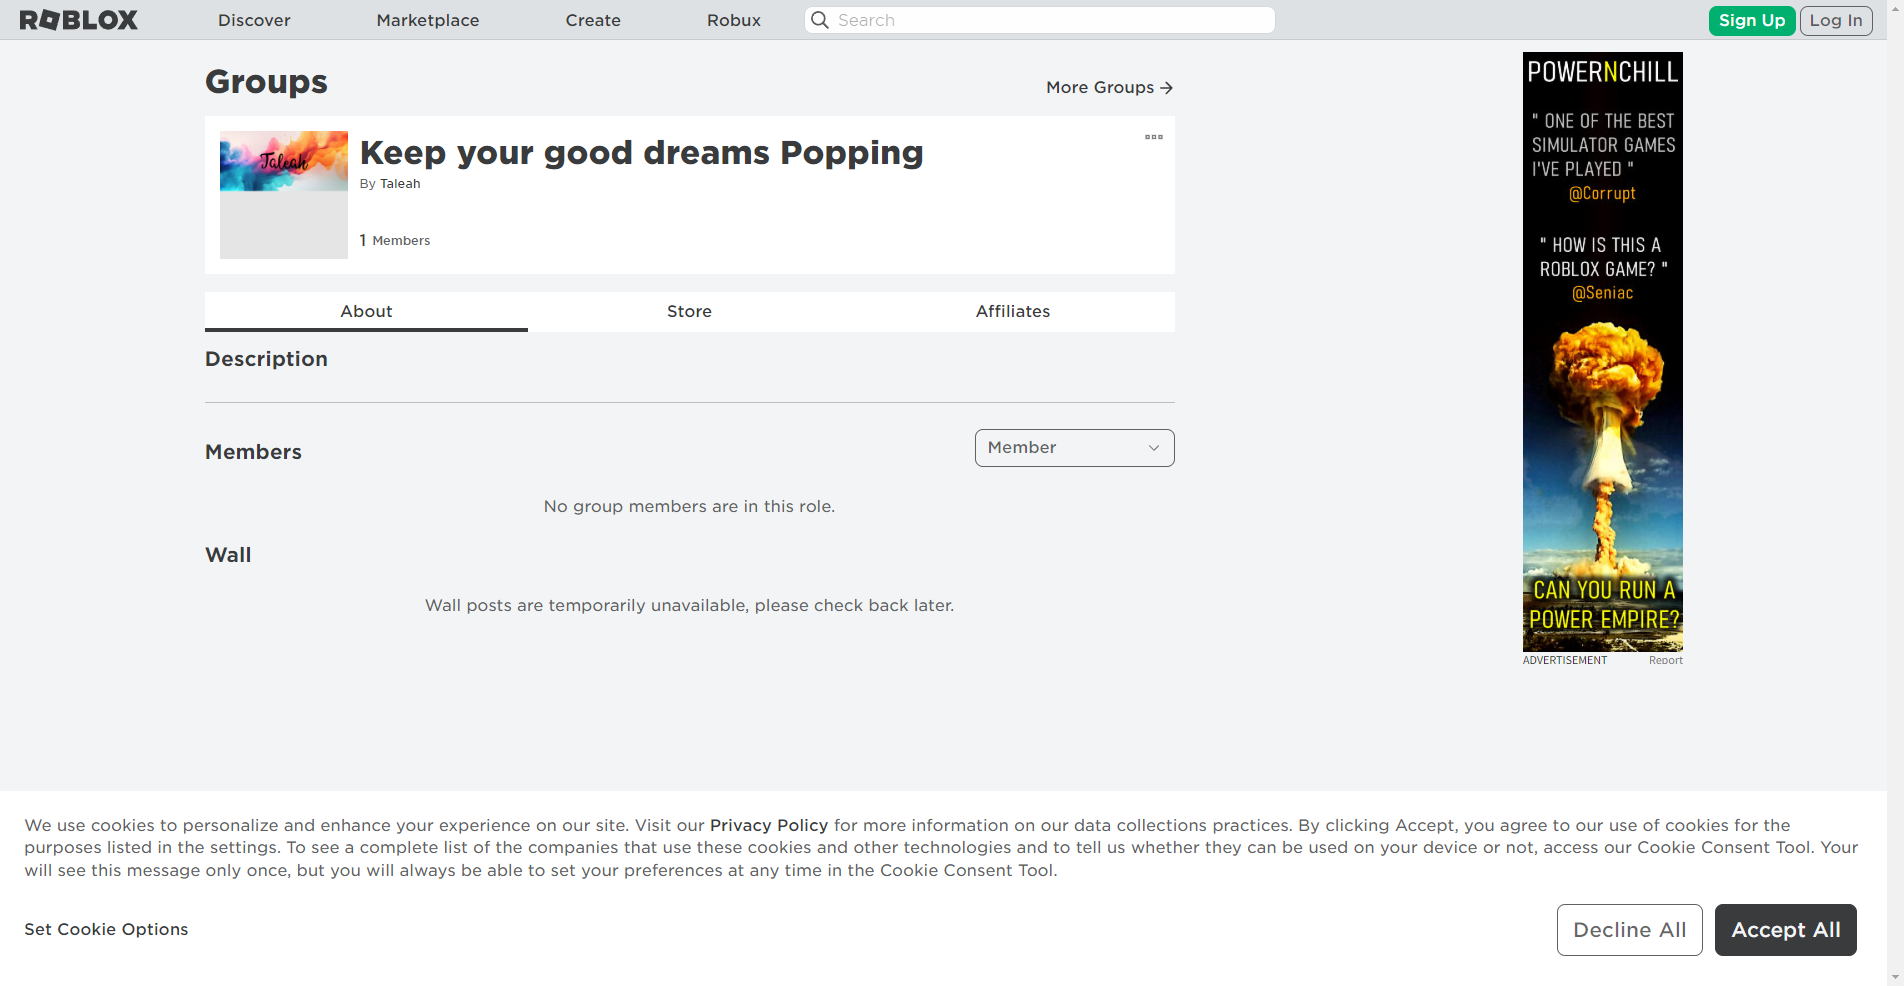 ROBLOX
Discover
Marketplace
Create
Robux
Search
Sign Up
Log In
Groups
More Groups
Taleah
Keep your good dreams Popping
By Taleah
1 Members
About
Store
Affiliates
Description
Members
Member
No group members are in this role.
Wall
Wall posts are temporarily unavailable, please check back later.
POWERNCHILL
" ONE OF THE BEST
SIMULATOR GAMES
I'VE PLAYED "
@Corrupt
" HOW IS THIS A
ROBLOX GAME? "
@Seniac
CAN YOU RUN A
POWER EMPIRE?
ADVERTISEMENT
Report
We use cookies to personalize and enhance your experience on our site. Visit our Privacy Policy for more information on our data collections practices. By clicking Accept, you agree to our use of cookies for the
purposes listed in the settings. To see a complete list of the companies that use these cookies and other technologies and to tell us whether they can be used on your device or not, access our Cookie Consent Tool. Your
will see this message only once, but you will always be able to set your preferences at any time in the Cookie Consent Tool.
Set Cookie Options
Decline All
Accept All